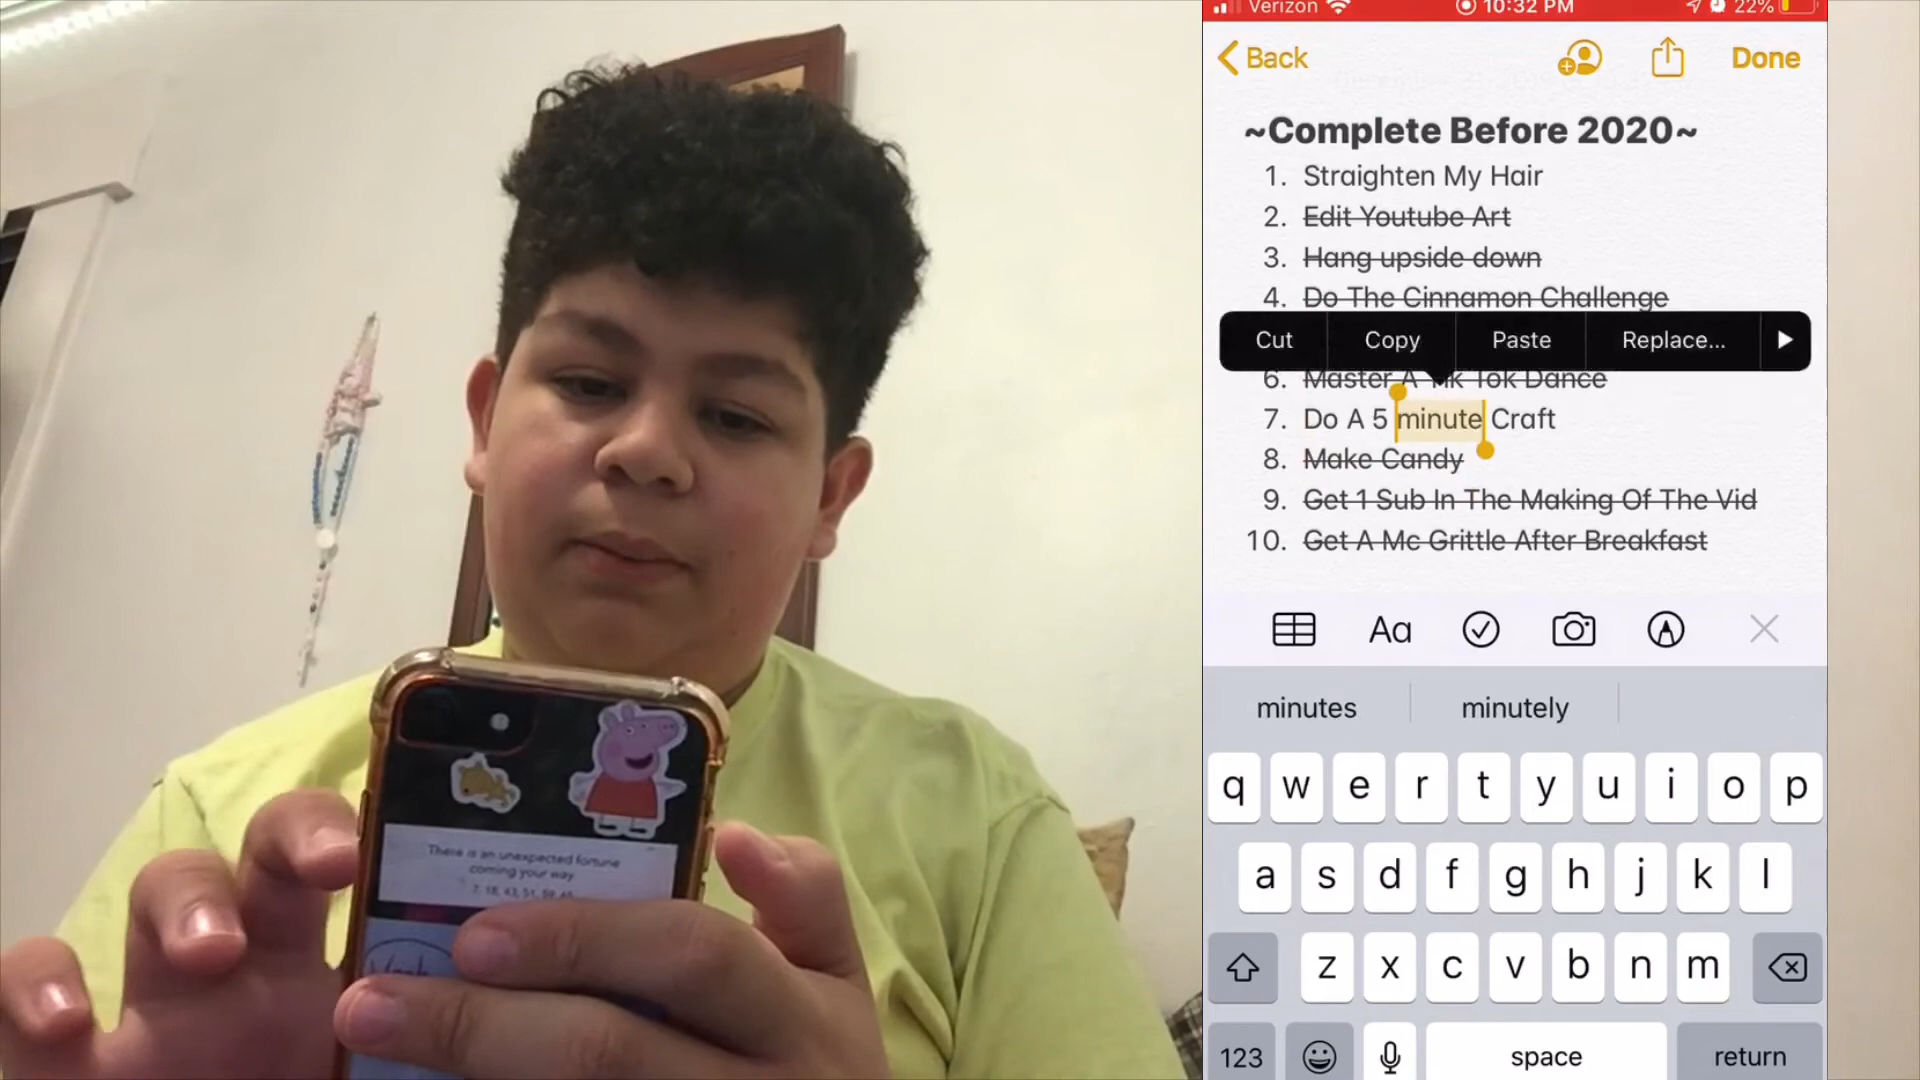 Verizon 10:32 PM 22%
Back Done
~Complete Before 2020~
1. Straighten My Hair
2. Edit Youtube Art
3. Hang upside down
4. Do The Cinnamon Challenge
Cut Copy Paste Replace...
6. Master A Tik Tok Dance
7. Do A 5 minute Craft
8. Make Candy
9. Get 1 Sub In The Making Of The Vid
10. Get A Mc Grittle After Breakfast
Aa
minutes minutely
q w e r t y u i o p
a s d f g h j k l
z x c v b n m
123 space return
There is an unexpected fortune
coming your way